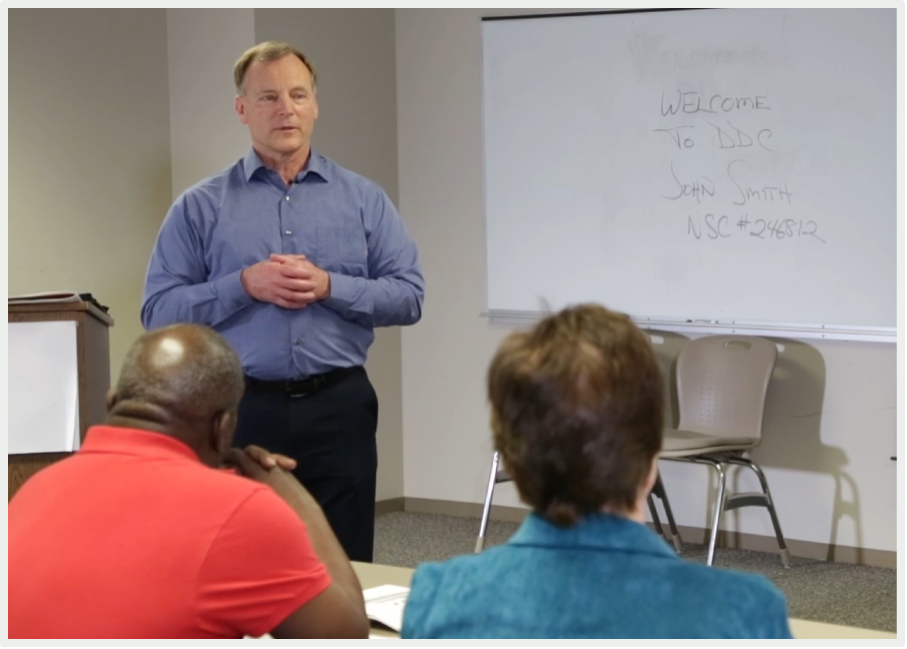 WELCOME
TO DDC
JOHN SMITH
NSC #246812